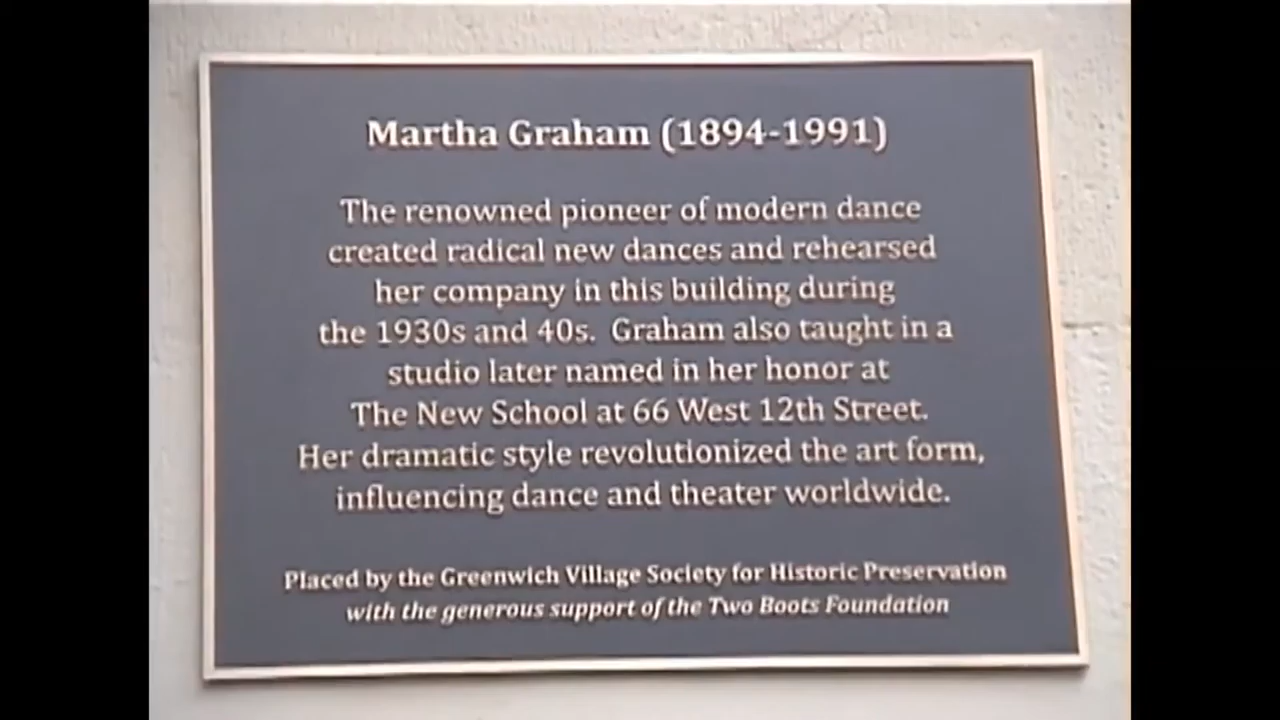 Martha Graham (1894-1991)
The renowned pioneer of modern dance
created radical new dances and rehearsed
her company in this building during
the 1930s and 40s. Graham also taught in a
studio later named in her honor at
The New School at 66 West 12th Street.
Her dramatic style revolutionized the art form,
influencing dance and theater worldwide.
Placed by the Greenwich Village Society for Historic Preservation
with the generous support of the Two Boots Foundation